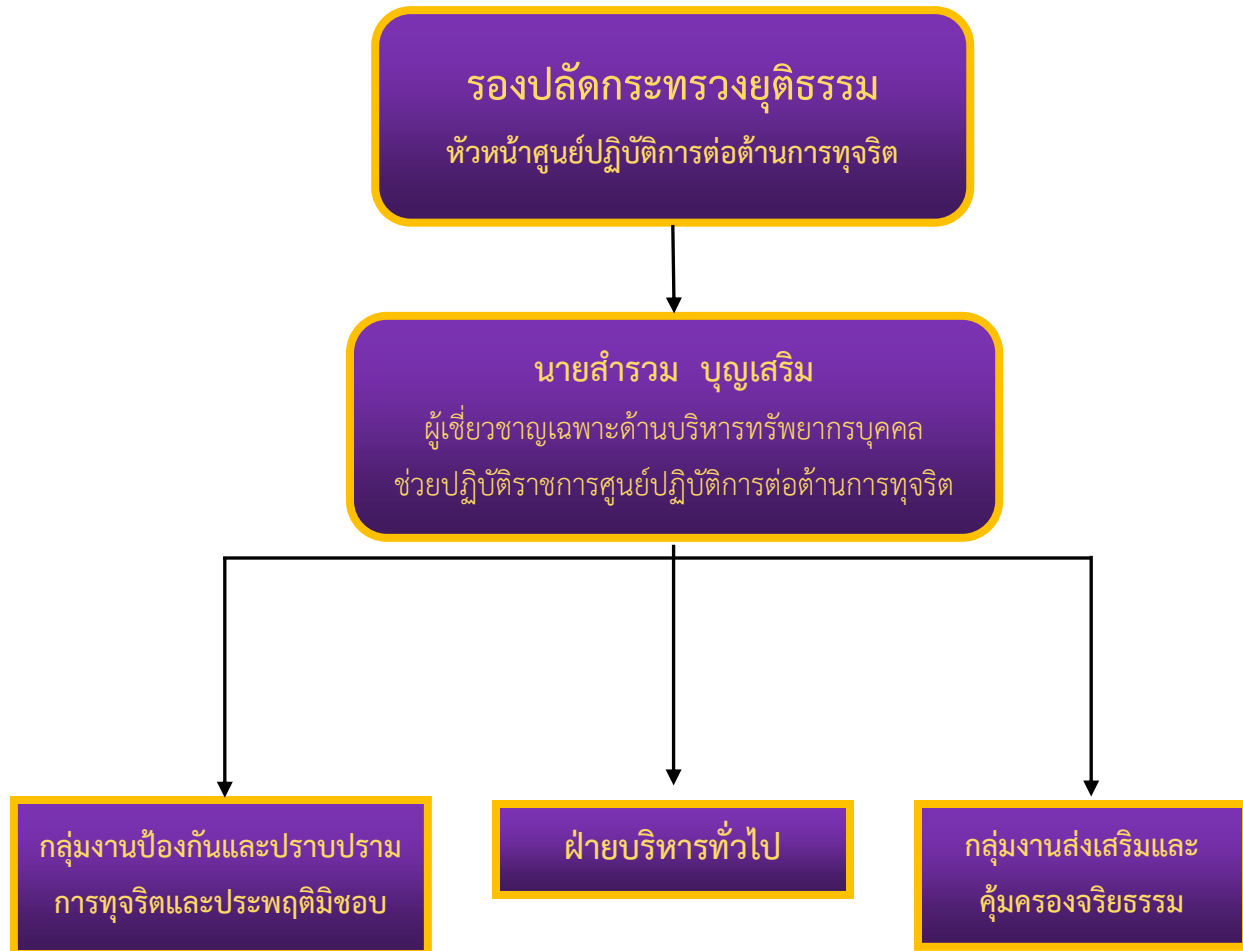 รองปลัดกระทรวงยุติธรรม
หัวหน้าศูนย์ปฏิบัติการต่อต้านการทุจริต
นายสำรวม บุญเสริม
ผู้เชี่ยวชาญเฉพาะด้านบริหารทรัพยากรบุคคล
ช่วยปฏิบัติราชการศูนย์ปฏิบัติการต่อต้านการทุจริต
กลุ่มงานป้องกันและปราบปราม
การทุจริตและประพฤติมิชอบ
ฝ่ายบริหารทั่วไป
กลุ่มงานส่งเสริมและ
คุ้มครองจริยธรรม